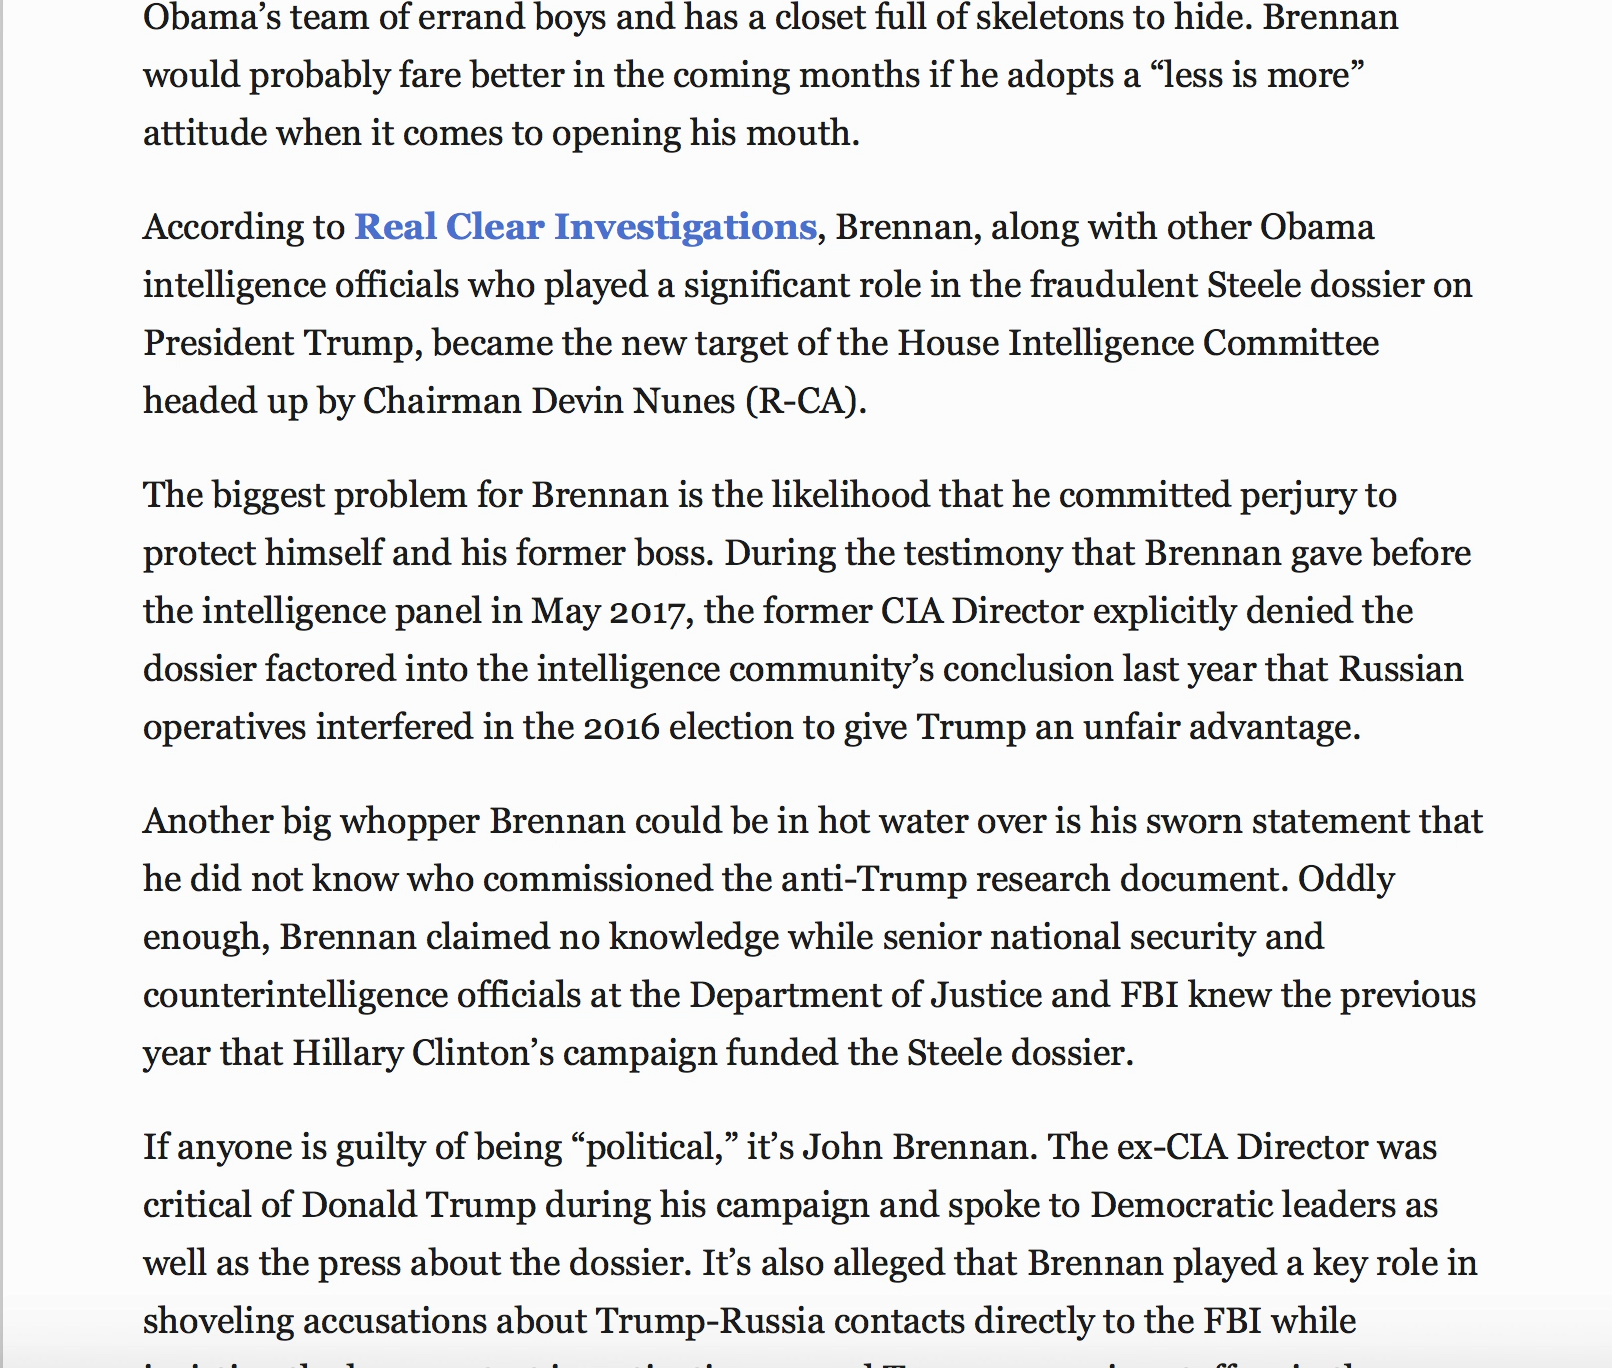 Obama’s team of errand boys and has a closet full of skeletons to hide. Brennan
would probably fare better in the coming months if he adopts a “less is more”
attitude when it comes to opening his mouth.
According to Real Clear Investigations, Brennan, along with other Obama
intelligence officials who played a significant role in the fraudulent Steele dossier on
President Trump, became the new target of the House Intelligence Committee
headed up by Chairman Devin Nunes (R-CA).
The biggest problem for Brennan is the likelihood that he committed perjury to
protect himself and his former boss. During the testimony that Brennan gave before
the intelligence panel in May 2017, the former CIA Director explicitly denied the
dossier factored into the intelligence community’s conclusion last year that Russian
operatives interfered in the 2016 election to give Trump an unfair advantage.
Another big whopper Brennan could be in hot water over is his sworn statement that
he did not know who commissioned the anti-Trump research document. Oddly
enough, Brennan claimed no knowledge while senior national security and
counterintelligence officials at the Department of Justice and FBI knew the previous
year that Hillary Clinton’s campaign funded the Steele dossier.
If anyone is guilty of being “political,” it’s John Brennan. The ex-CIA Director was
critical of Donald Trump during his campaign and spoke to Democratic leaders as
well as the press about the dossier. It’s also alleged that Brennan played a key role in
shoveling accusations about Trump-Russia contacts directly to the FBI while